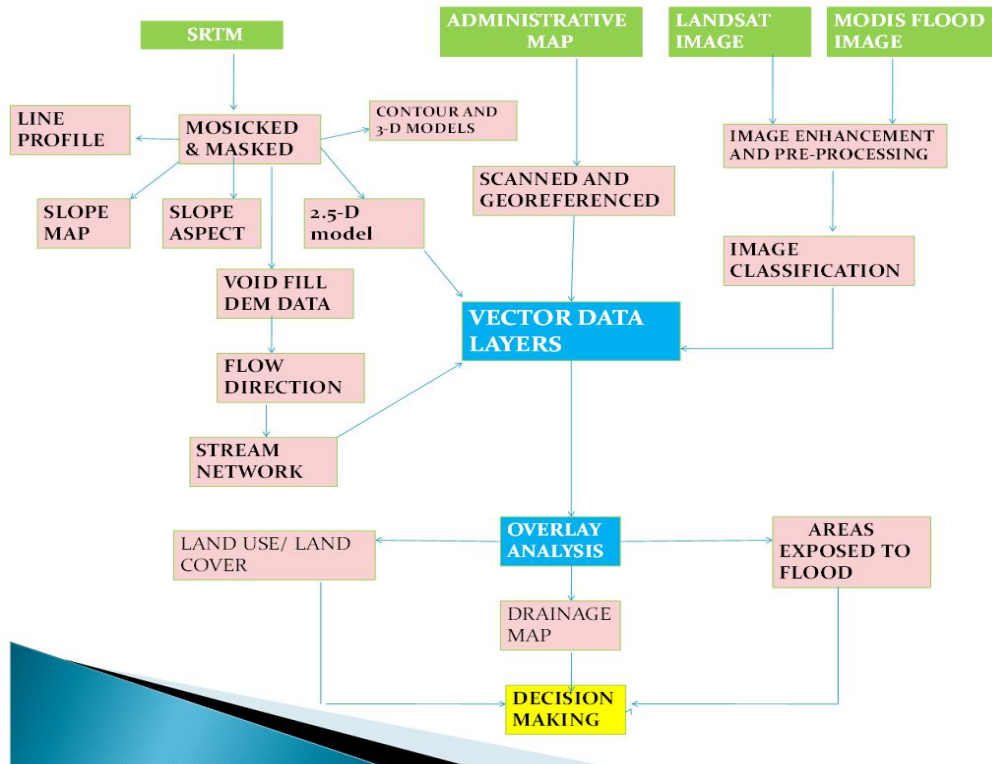 SRTM
ADMINISTRATIVE
MAP
LANDSAT
IMAGE
MODIS FLOOD
IMAGE
LINE
PROFILE
MOSICKED
& MASKED
CONTOUR AND
3-D MODELS
IMAGE ENHANCEMENT
AND PRE-PROCESSING
SCANNED AND
GEOREFERENCED
SLOPE
MAP
SLOPE
ASPECT
2.5-D
model
IMAGE
CLASSIFICATION
VOID FILL
DEM DATA
VECTOR DATA
LAYERS
FLOW
DIRECTION
STREAM
NETWORK
LAND USE/ LAND
COVER
OVERLAY
ANALYSIS
AREAS
EXPOSED TO
FLOOD
DRAINAGE
MAP
DECISION
MAKING